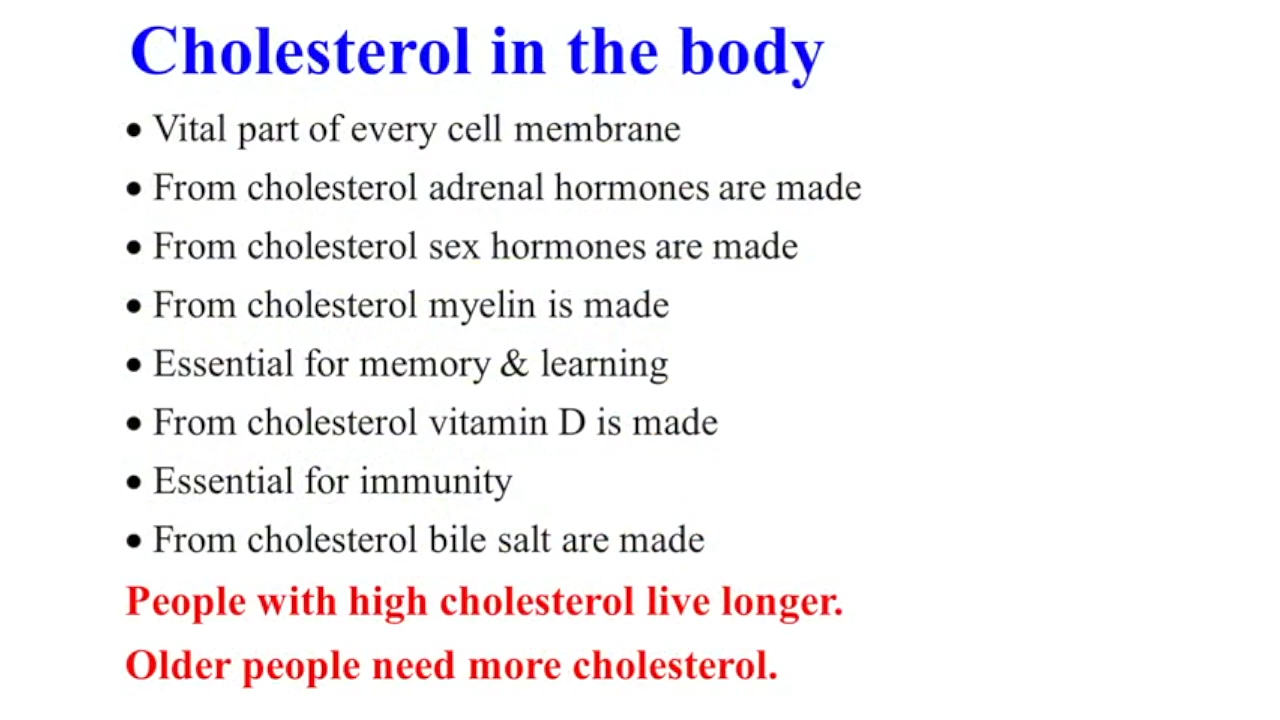 Cholesterol in the body
• Vital part of every cell membrane
• From cholesterol adrenal hormones are made
• From cholesterol sex hormones are made
• From cholesterol myelin is made
• Essential for memory & learning
• From cholesterol vitamin D is made
• Essential for immunity
• From cholesterol bile salt are made
People with high cholesterol live longer.
Older people need more cholesterol.